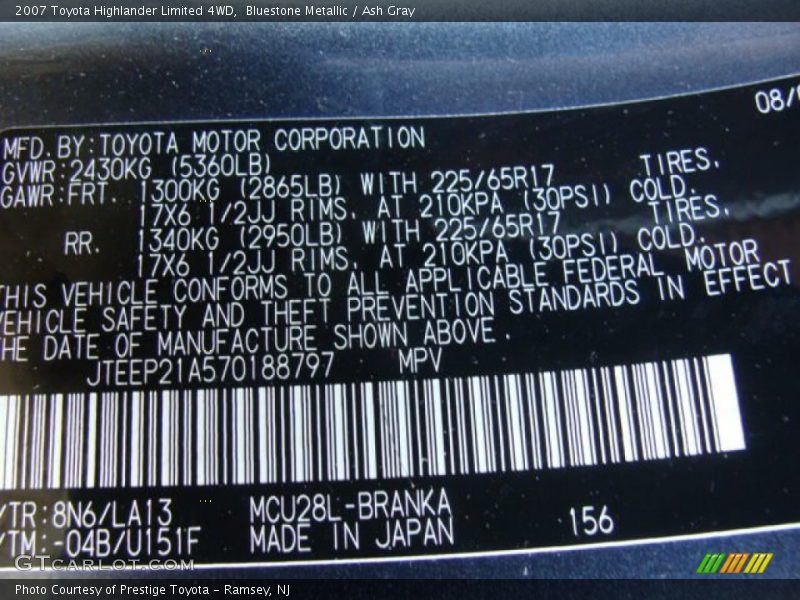 2007 Toyota Highlander Limited 4WD,  Bluestone Metallic / Ash Gray
08/
MFD.BY:TOYOTA MOTOR CORPORATION
GVWR:2430KG (5360LB)
GAWR:FRT. 1300KG (2865LB) WITH 225/65R17 TIRES,
17X6 1/2JJ RIMS, AT 210KPA (30PSI) COLD.
RR. 1340KG (2950LB) WITH 225/65R17 TIRES,
17X6 1/2JJ RIMS, AT 210KPA (30PSI) COLD.
THIS VEHICLE CONFORMS TO ALL APPLICABLE FEDERAL MOTOR
VEHICLE SAFETY AND THEFT PREVENTION STANDARDS IN EFFECT
THE DATE OF MANUFACTURE SHOWN ABOVE.
JTEEP21A570188797 MPV
/TR:8N6/LA13 MCU28L-BRANKA 156
/TM:-04B/U151F MADE IN JAPAN
GTCARLOT.COM
Photo Courtesy of Prestige Toyota - Ramsey, NJ